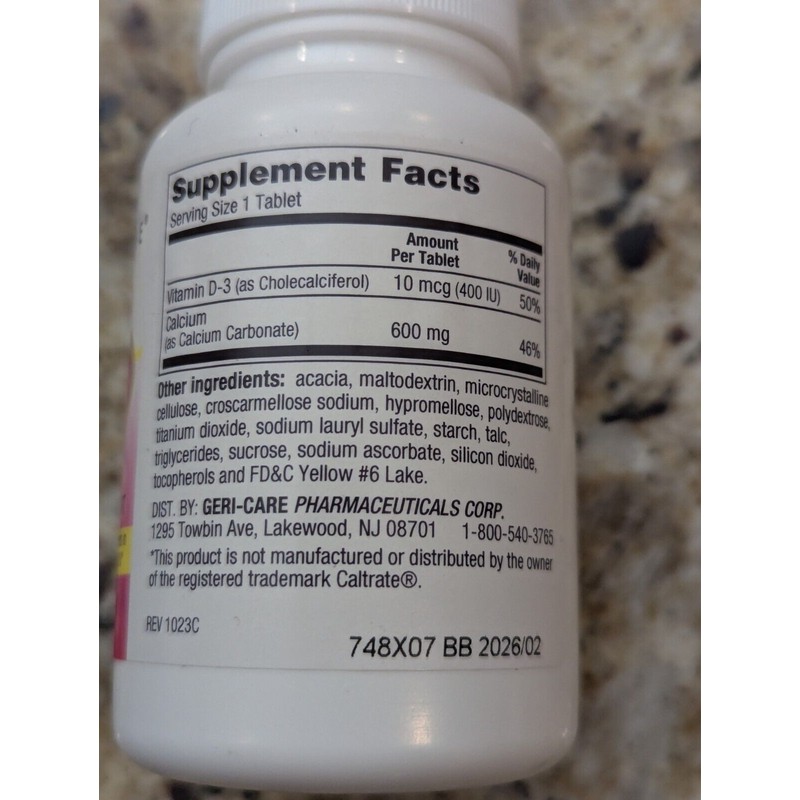 Supplement Facts
Serving Size 1 Tablet
Amount
Per Tablet
% Daily
Value
Vitamin D-3 (as Cholecalciferol) 10 mcg (400 IU) 50%
Calcium
(as Calcium Carbonate) 600 mg 46%
Other ingredients: acacia, maltodextrin, microcrystalline
cellulose, croscarmellose sodium, hypromellose, polydextrose,
titanium dioxide, sodium lauryl sulfate, starch, talc,
triglycerides, sucrose, sodium ascorbate, silicon dioxide,
tocopherols and FD&C Yellow #6 Lake.
DIST. BY: GERI-CARE PHARMACEUTICALS CORP.
1295 Towbin Ave, Lakewood, NJ 08701 1-800-540-3765
*This product is not manufactured or distributed by the owner
of the registered trademark Caltrate®.
REV 1023C
748X07 BB 2026/02